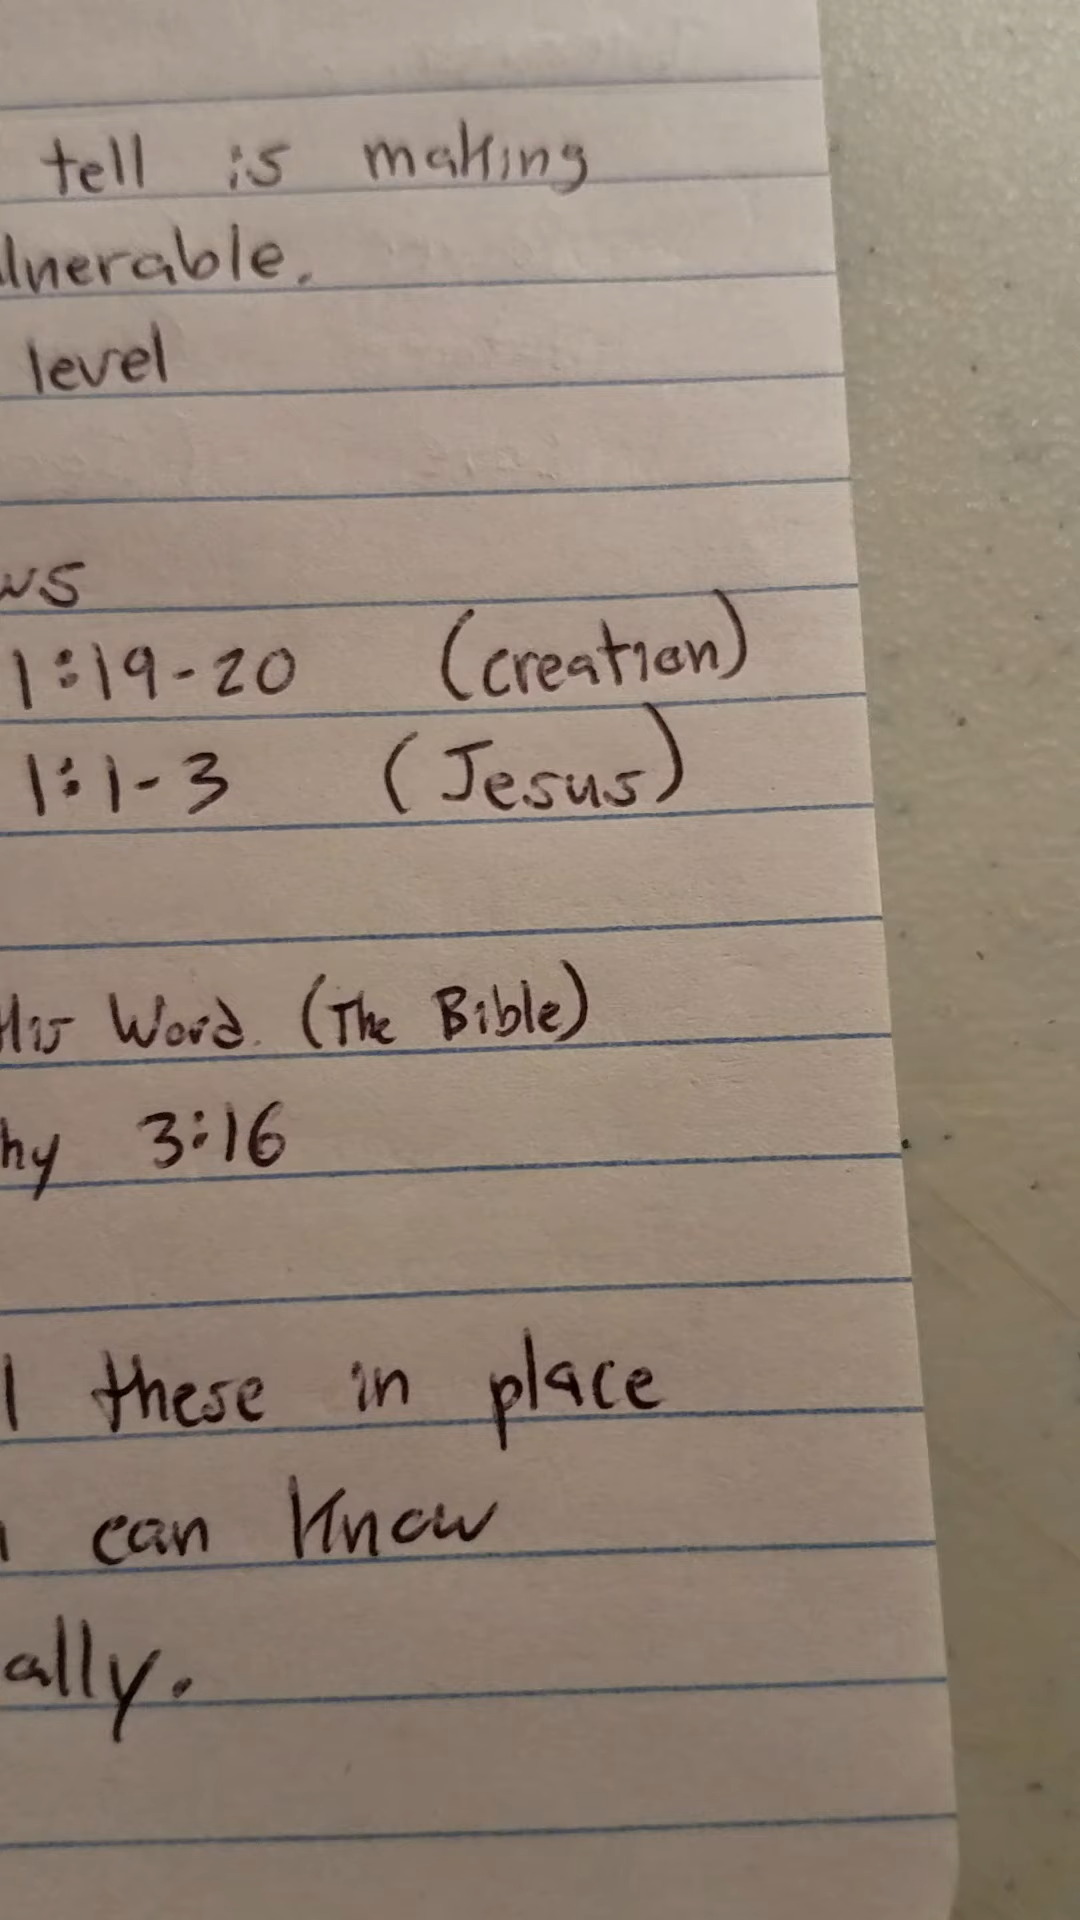 tell is making
lnerable.
level
ws
1:19-20 (creation)
1:1-3 (Jesus)
His Word. (The Bible)
hy 3:16
l these in place
can know
ally.